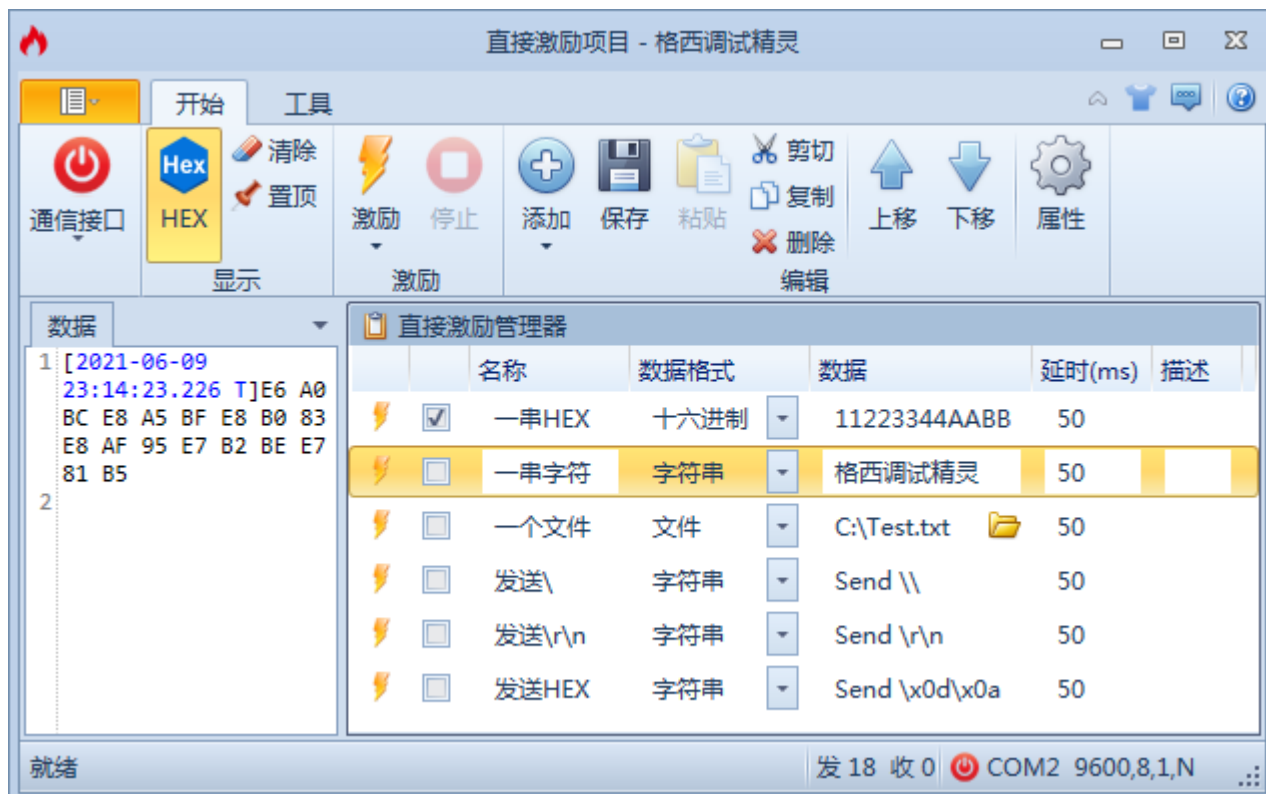 直接激励项目 - 格西调试精灵
开始 工具
通信接口
Hex
HEX
清除
置顶
显示
激励
停止
激励
添加
保存
粘贴
剪切
复制
删除
上移
下移
属性
编辑
数据
1 [2021-06-09
23:14:23.226 T]E6 A0
BC E8 A5 BF E8 B0 83
E8 AF 95 E7 B2 BE E7
81 B5
2
直接激励管理器
名称 数据格式 数据 延时(ms) 描述
一串HEX 十六进制 11223344AABB 50
一串字符 字符串 格西调试精灵 50
一个文件 文件 C:\Test.txt 50
发送\ 字符串 Send \\ 50
发送\r\n 字符串 Send \r\n 50
发送HEX 字符串 Send \x0d\x0a 50
就绪 发 18 收 0 COM2 9600,8,1,N